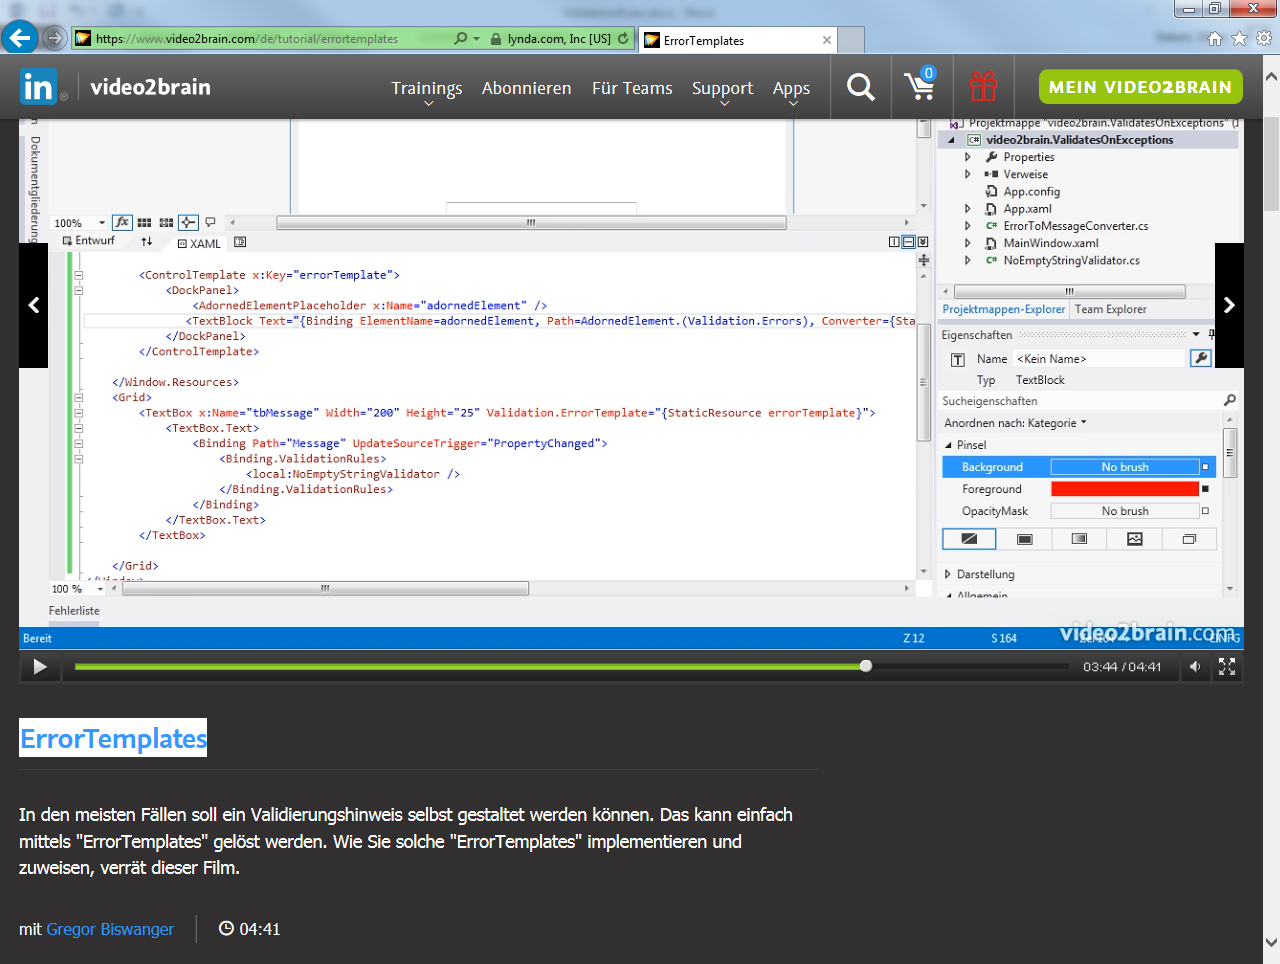 https://www.video2brain.com/de/tutorial/errortemplates
lynda.com, Inc [US]
ErrorTemplates
in ® video2brain
Trainings
Abonnieren
Für Teams
Support
Apps
0
MEIN VIDEO2BRAIN
Dokumentgliederung
100%
Entwurf
XAML
<ControlTemplate x:Key="errorTemplate">
<DockPanel>
<AdornedElementPlaceholder x:Name="adornedElement" />
<TextBlock Text="{Binding ElementName=adornedElement, Path=AdornedElement.(Validation.Errors), Converter={Sta
</DockPanel>
</ControlTemplate>
</Window.Resources>
<Grid>
<TextBox x:Name="tbMessage" Width="200" Height="25" Validation.ErrorTemplate="{StaticResource errorTemplate}">
<TextBox.Text>
<Binding Path="Message" UpdateSourceTrigger="PropertyChanged">
<Binding.ValidationRules>
<local:NoEmptyStringValidator />
</Binding.ValidationRules>
</Binding>
</TextBox.Text>
</TextBox>
</Grid>
100 %
Fehlerliste
Bereit
Z 12
S 164
Projektmappe "video2brain.ValidatesOnExceptions" (1
C# video2brain.ValidatesOnExceptions
Properties
Verweise
App.config
App.xaml
C# ErrorToMessageConverter.cs
MainWindow.xaml
C# NoEmptyStringValidator.cs
Projektmappen-Explorer
Team Explorer
Eigenschaften
Name <Kein Name>
Typ TextBlock
Sucheigenschaften
Anordnen nach: Kategorie
Pinsel
Background No brush
Foreground
OpacityMask No brush
Darstellung
Allgemein
video2brain.com
03:44 / 04:41
ErrorTemplates
In den meisten Fällen soll ein Validierungshinweis selbst gestaltet werden können. Das kann einfach
mittels "ErrorTemplates" gelöst werden. Wie Sie solche "ErrorTemplates" implementieren und
zuweisen, verrät dieser Film.
mit Gregor Biswanger
04:41